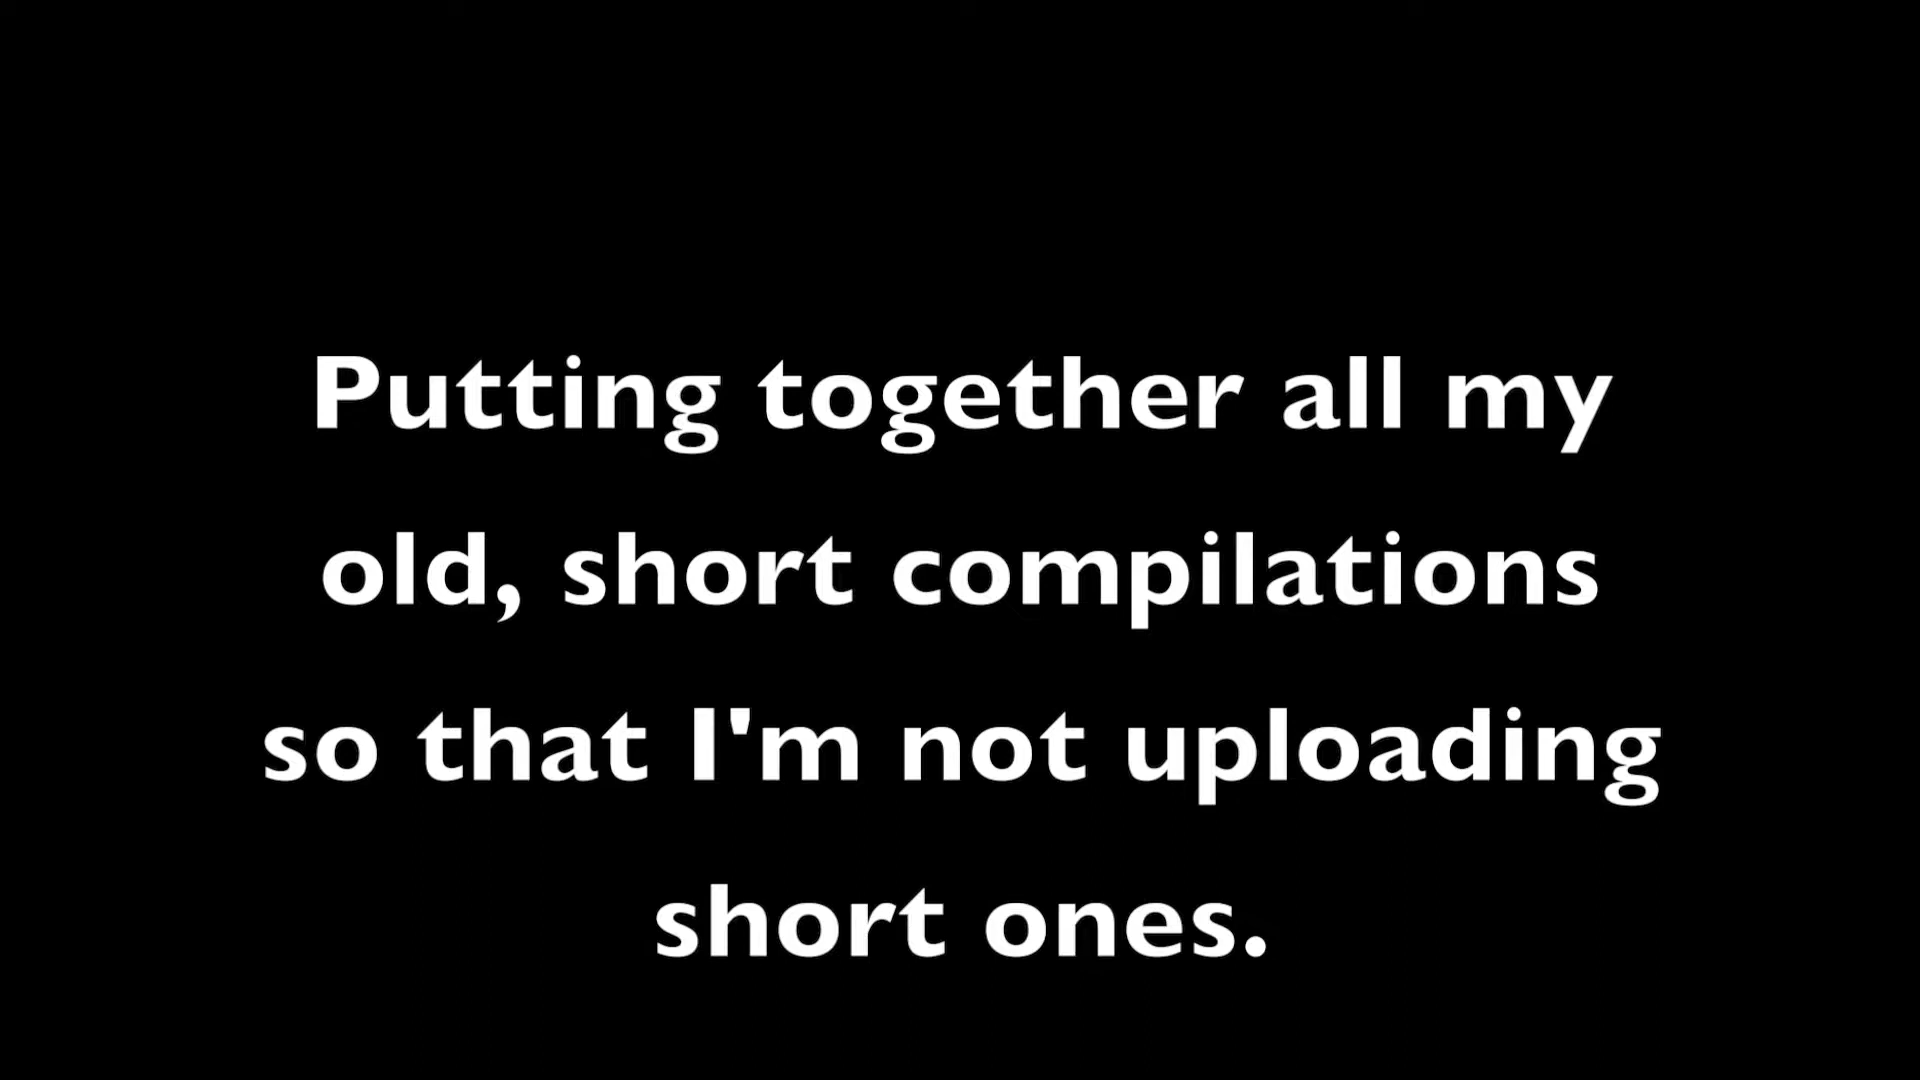 Putting together all my
old, short compilations
so that I'm not uploading
short ones.